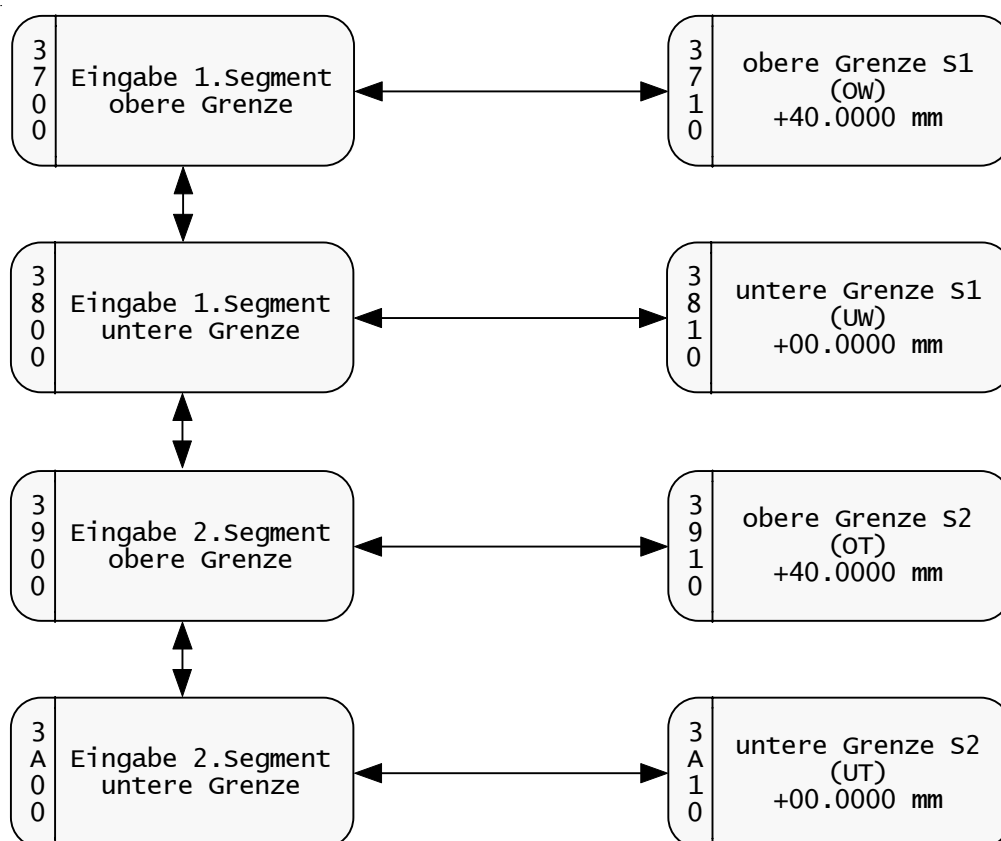 3700
Eingabe 1.Segment
obere Grenze
3710
obere Grenze S1
(OW)
+40.0000 mm
3800
Eingabe 1.Segment
untere Grenze
3810
untere Grenze S1
(UW)
+00.0000 mm
3900
Eingabe 2.Segment
obere Grenze
3910
obere Grenze S2
(OT)
+40.0000 mm
3A00
Eingabe 2.Segment
untere Grenze
3A10
untere Grenze S2
(UT)
+00.0000 mm